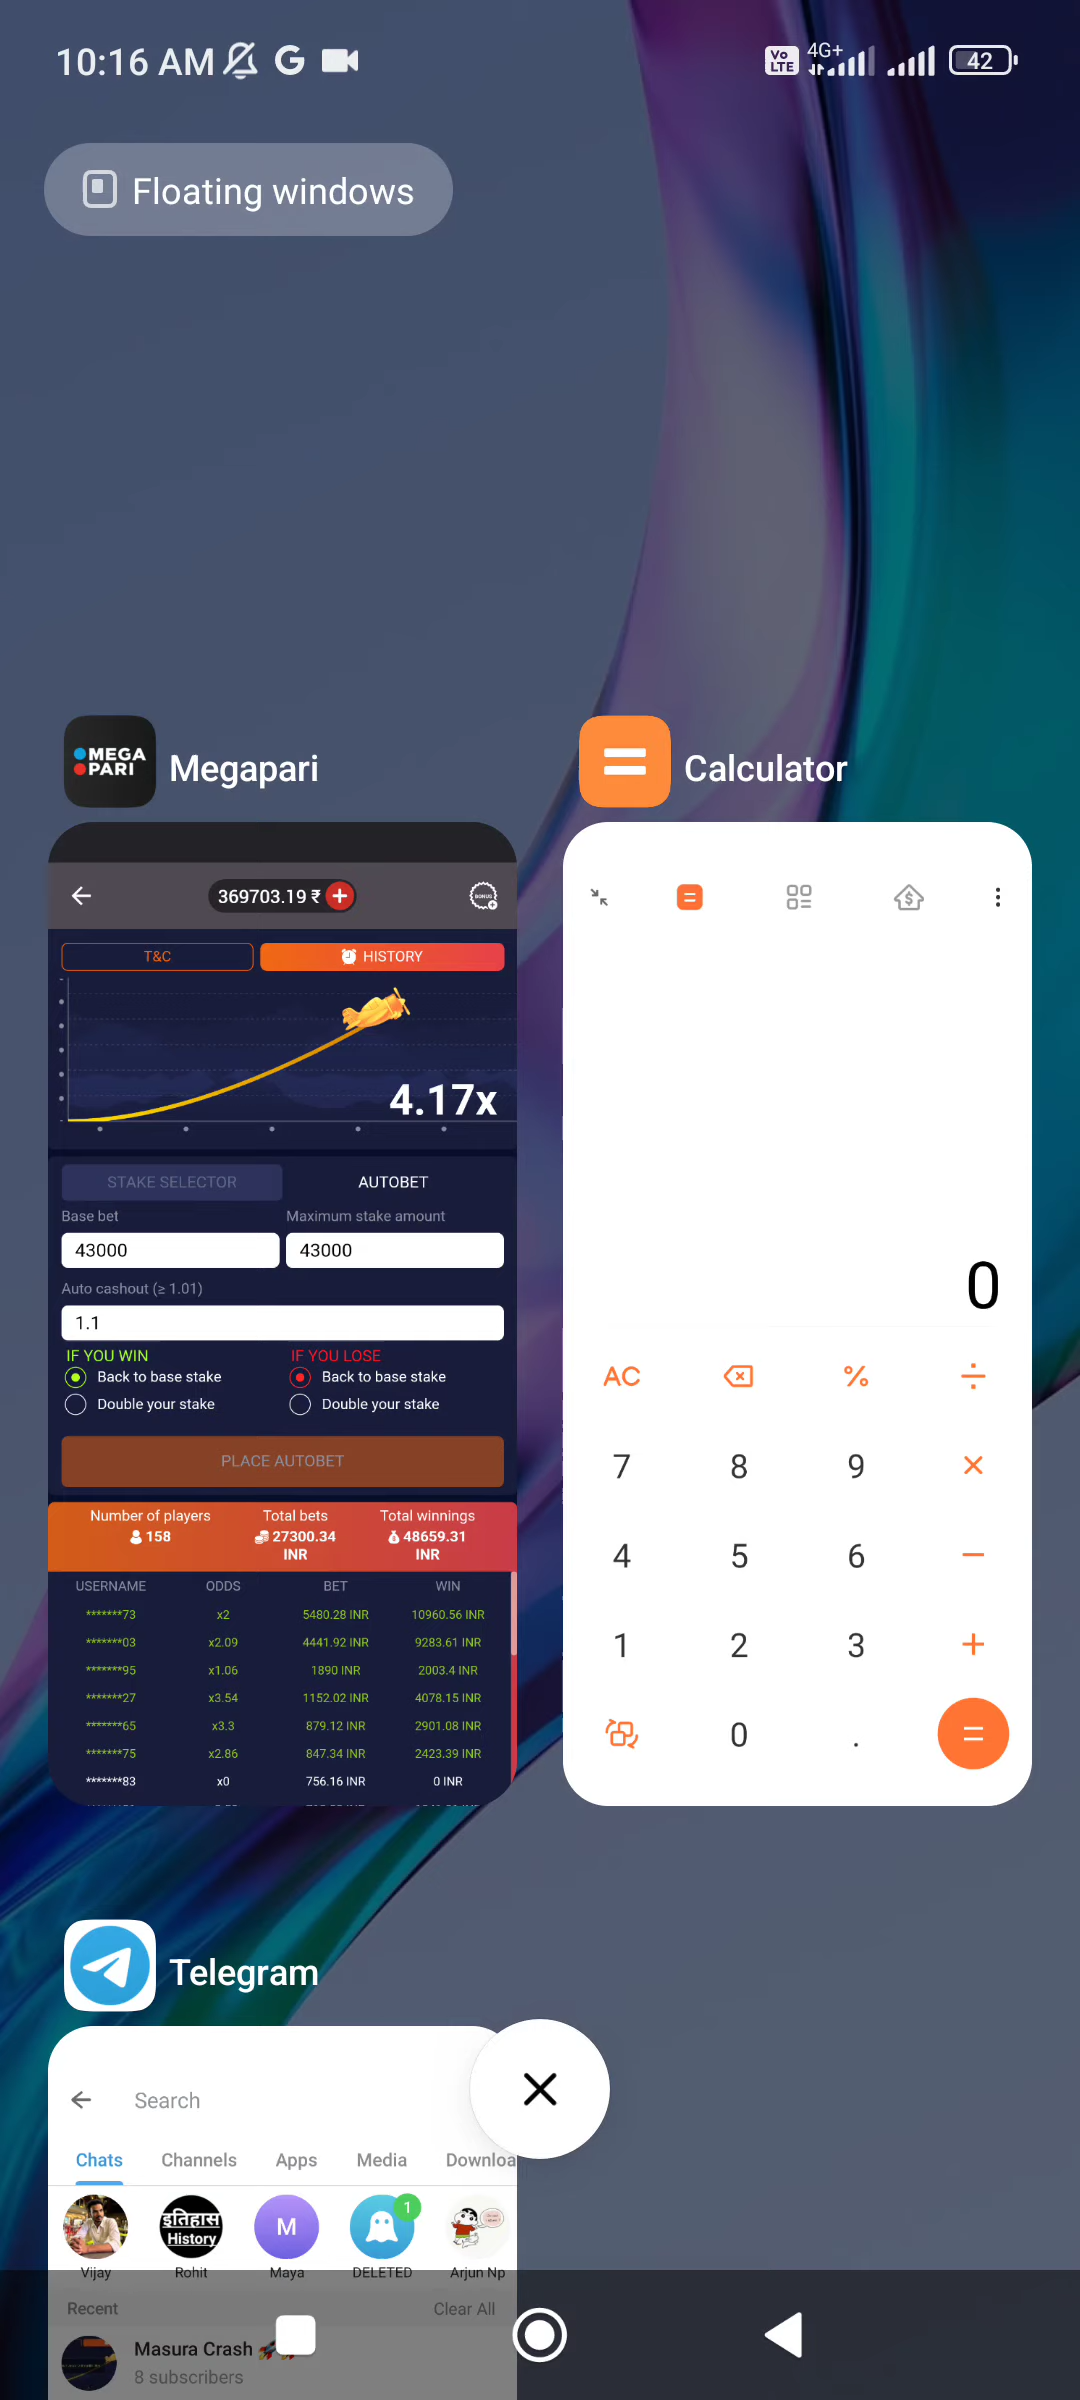 10:16 AM
Vo LTE 4G+ 42
Floating windows
MEGA PARI Megapari
Calculator
369703.19 ₹
BONUS
T&C
HISTORY
4.17x
STAKE SELECTOR
AUTOBET
Base bet
Maximum stake amount
43000
43000
Auto cashout (≥ 1.01)
1.1
IF YOU WIN
IF YOU LOSE
Back to base stake
Back to base stake
Double your stake
Double your stake
PLACE AUTOBET
Number of players Total bets Total winnings
158 27300.34 INR 48659.31 INR
USERNAME ODDS BET WIN
*******73 x2 5480.28 INR 10960.56 INR
*******03 x2.09 4441.92 INR 9283.61 INR
*******95 x1.06 1890 INR 2003.4 INR
*******27 x3.54 1152.02 INR 4078.15 INR
*******65 x3.3 879.12 INR 2901.08 INR
*******75 x2.86 847.34 INR 2423.39 INR
*******83 x0 756.16 INR 0 INR
0
AC % ÷
7 8 9 ×
4 5 6 −
1 2 3 +
0 . =
Telegram
Search
Chats Channels Apps Media Downloa
इतिहास
History
M
1
Vijay Rohit Maya DELETED Arjun Np
Recent Clear All
Masura Crash 🚀
8 subscribers